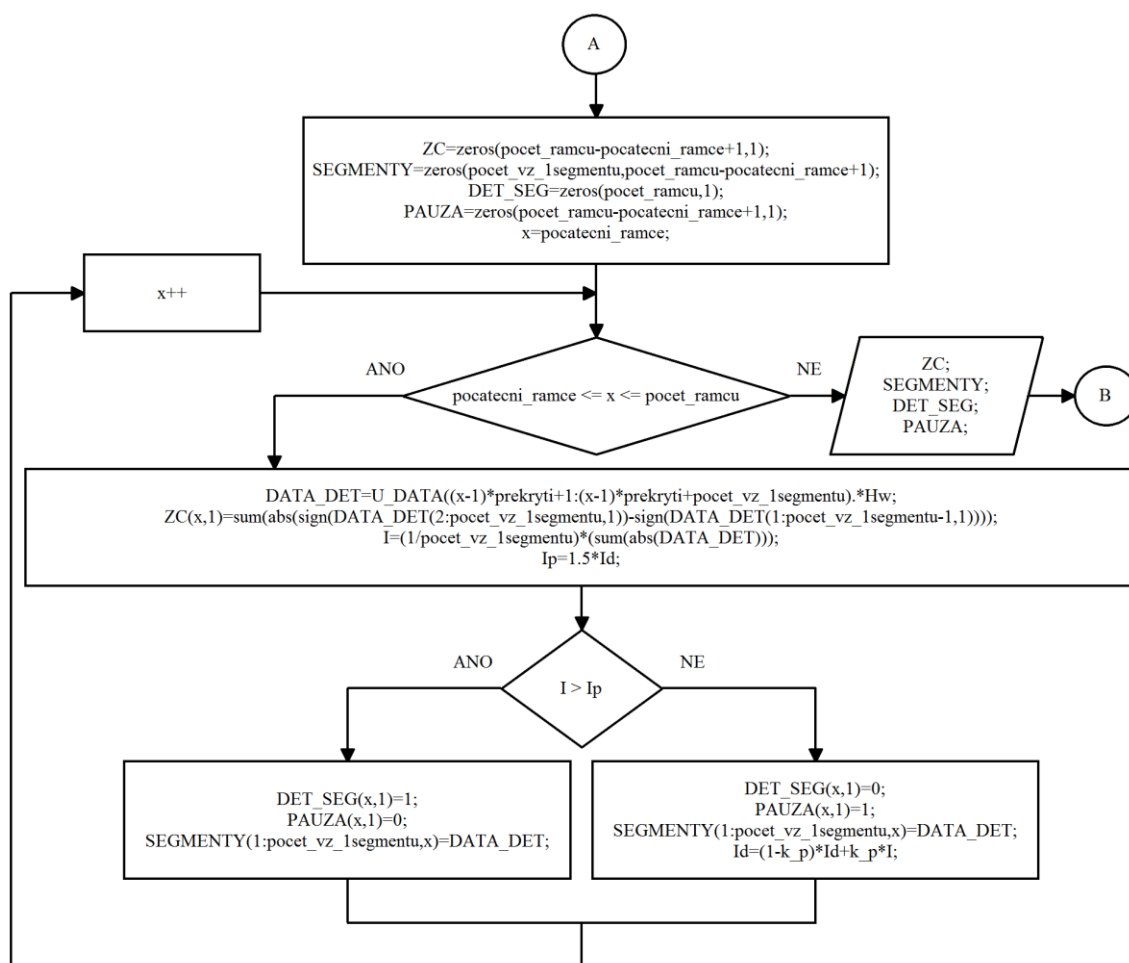 A
ZC=zeros(pocet_ramcu-pocatecni_ramce+1,1);
SEGMENTY=zeros(pocet_vz_1segmentu,pocet_ramcu-pocatecni_ramce+1);
DET_SEG=zeros(pocet_ramcu,1);
PAUZA=zeros(pocet_ramcu-pocatecni_ramce+1,1);
x=pocatecni_ramce;
x++
ANO
pocatecni_ramce <= x <= pocet_ramcu
NE
ZC;
SEGMENTY;
DET_SEG;
PAUZA;
B
DATA_DET=U_DATA((x-1)*prekryti+1:(x-1)*prekryti+pocet_vz_1segmentu).*Hw;
ZC(x,1)=sum(abs(sign(DATA_DET(2:pocet_vz_1segmentu,1))-sign(DATA_DET(1:pocet_vz_1segmentu-1,1))));
I=(1/pocet_vz_1segmentu)*(sum(abs(DATA_DET)));
Ip=1.5*Id;
ANO
I > Ip
NE
DET_SEG(x,1)=1;
PAUZA(x,1)=0;
SEGMENTY(1:pocet_vz_1segmentu,x)=DATA_DET;
DET_SEG(x,1)=0;
PAUZA(x,1)=1;
SEGMENTY(1:pocet_vz_1segmentu,x)=DATA_DET;
Id=(1-k_p)*Id+k_p*I;